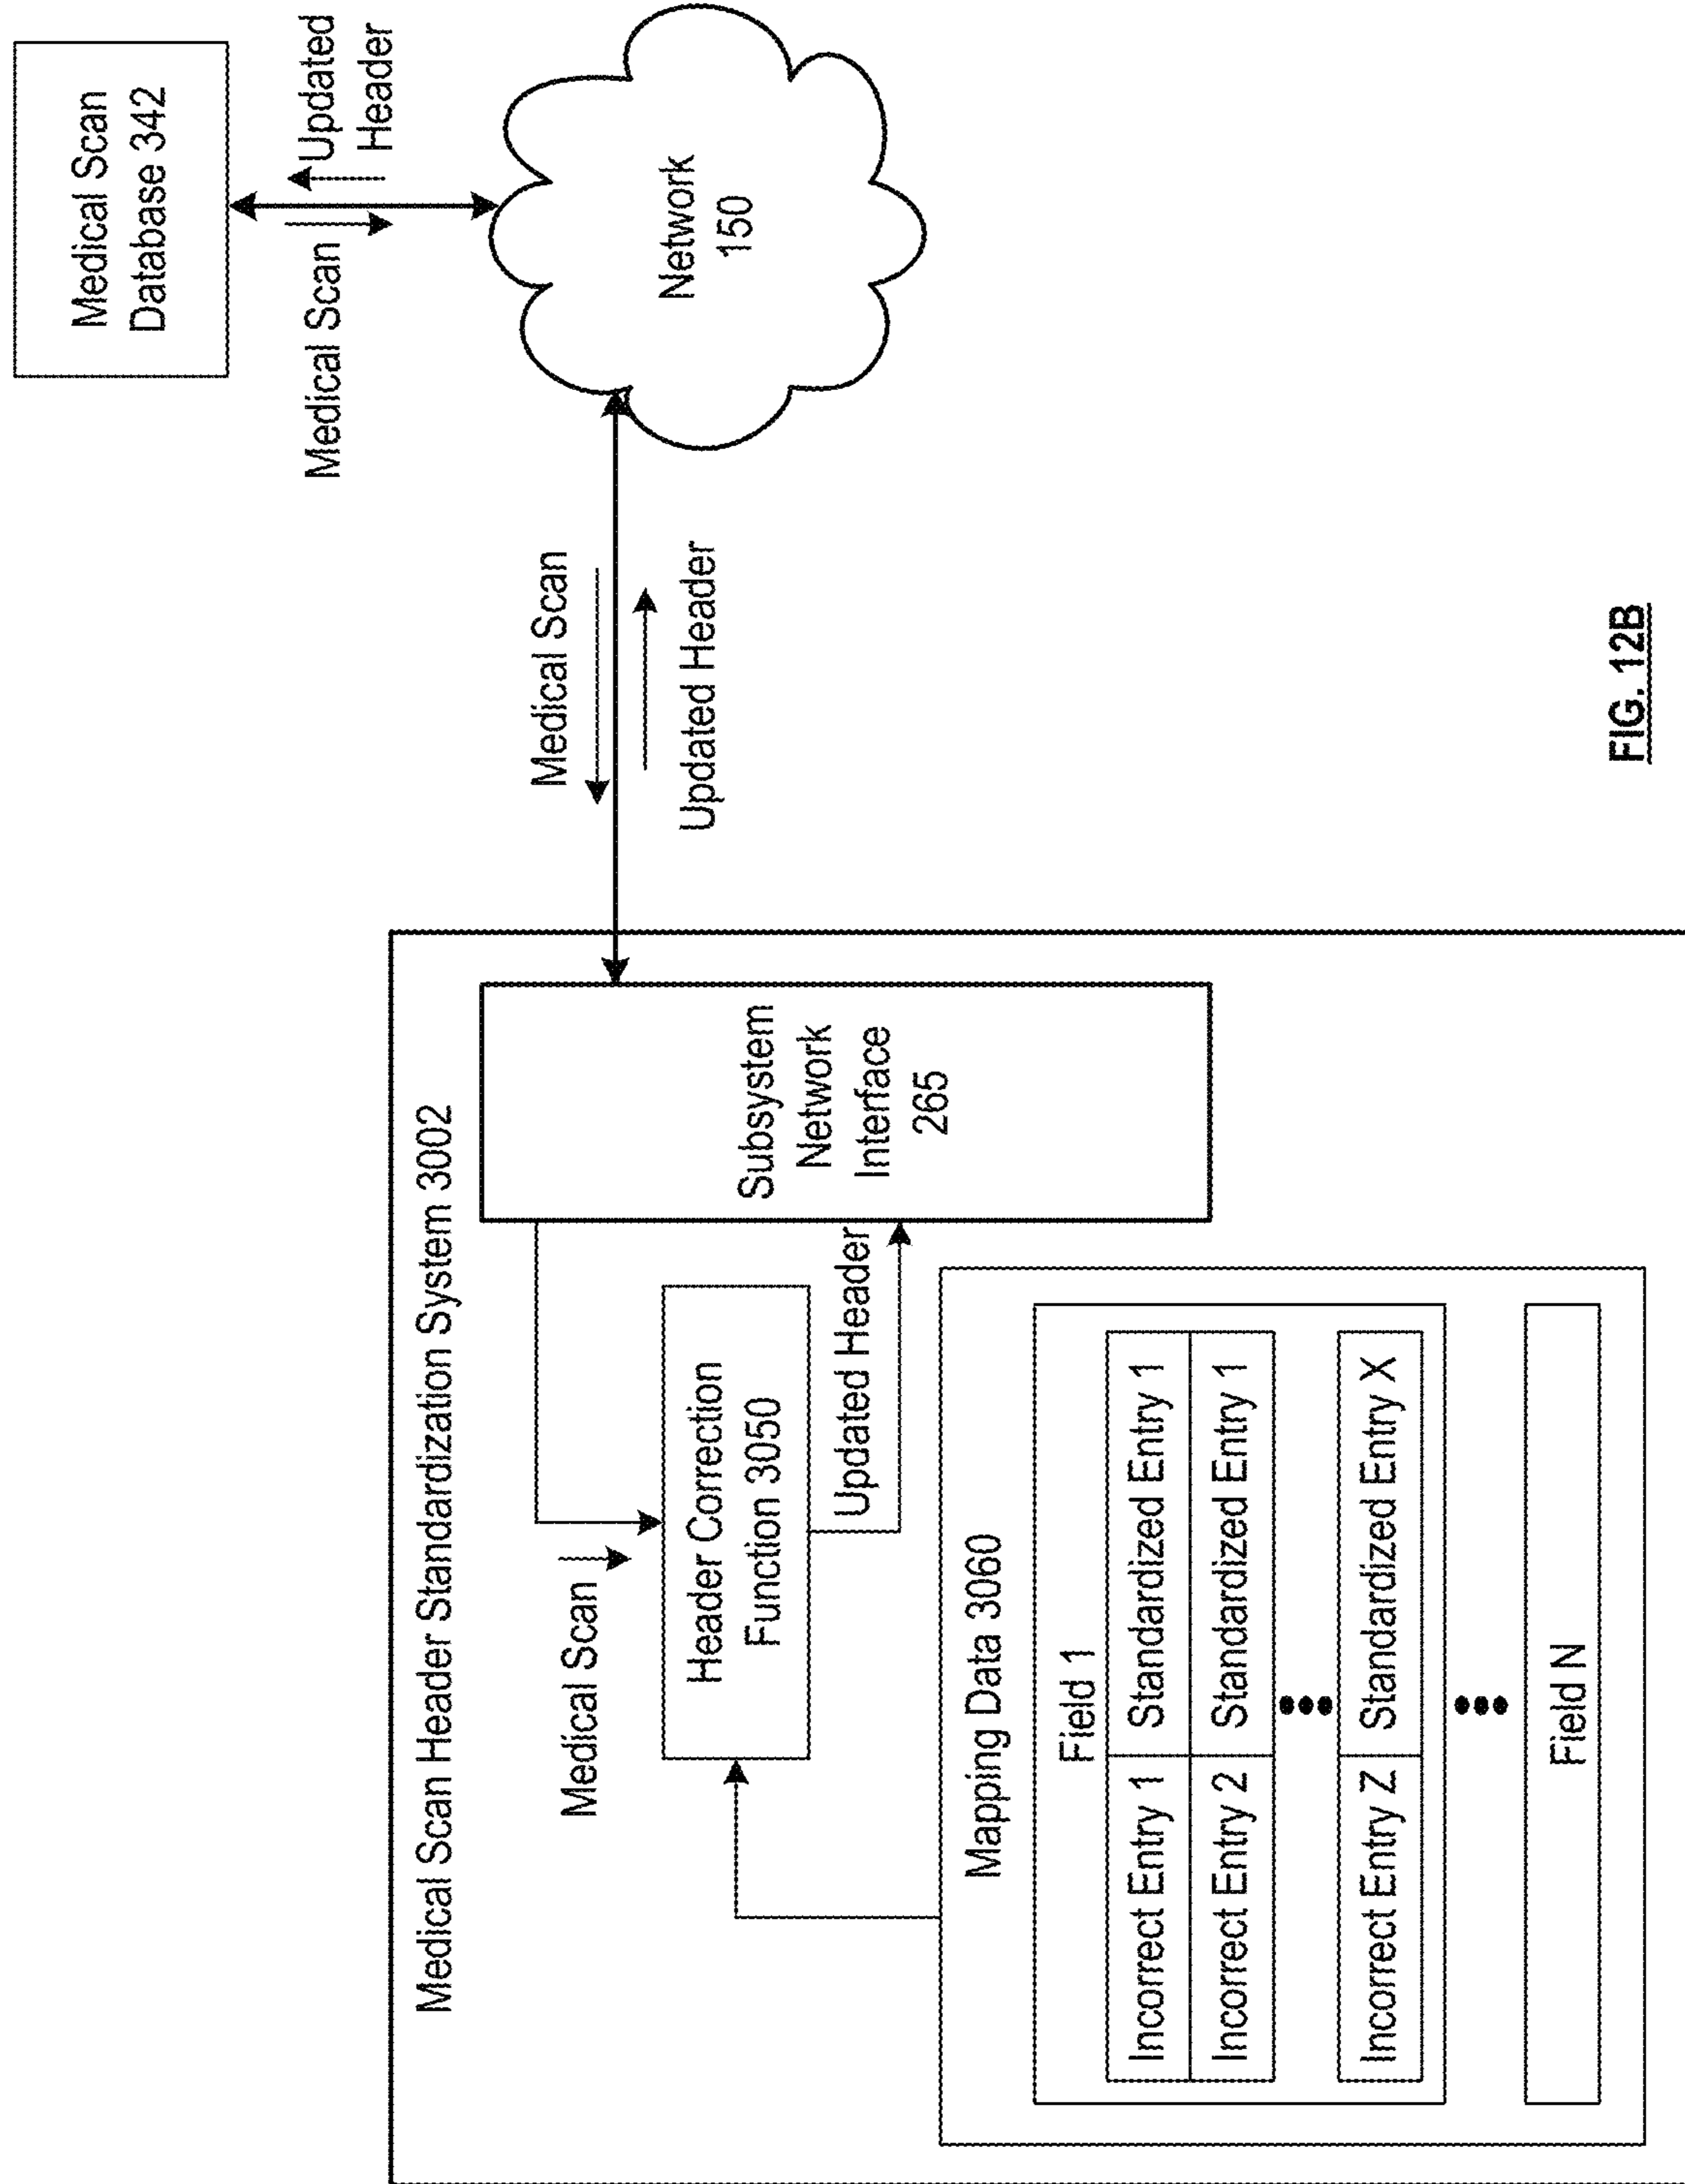 Medical Scan Header Standardization System 3002
Medical Scan
Header Correction
Function 3050
Updated Header
Subsystem
Network
Interface
265
Mapping Data 3060
Field 1
Incorrect Entry 1 Standardized Entry 1
Incorrect Entry 2 Standardized Entry 1
Incorrect Entry Z Standardized Entry X
Field N
Medical Scan
Updated Header
Network
150
Medical Scan
Updated
Header
Medical Scan
Database 342
FIG. 12B